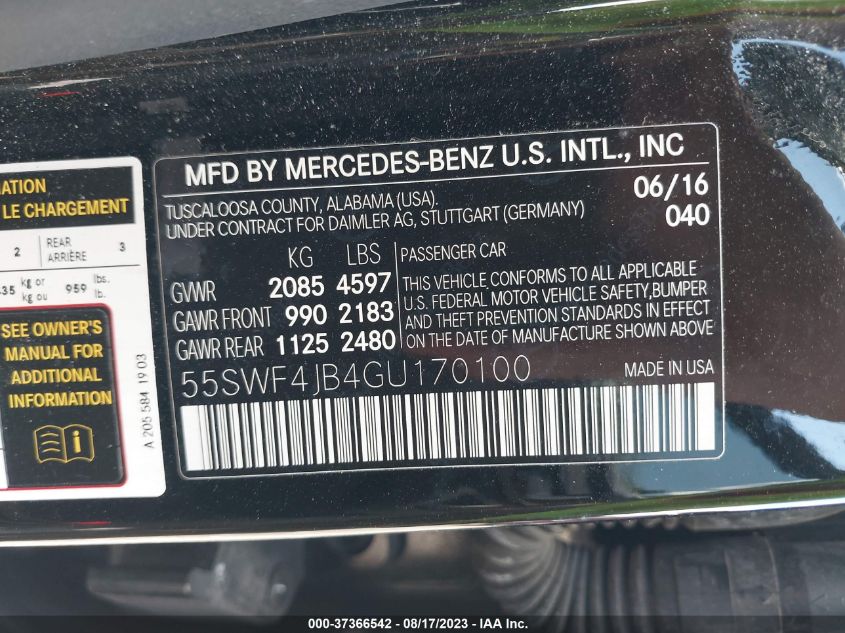 MATION
LE CHARGEMENT
2 REAR ARRIÈRE 3
kg or kg ou 959 lbs. lb.
SEE OWNER'S
MANUAL FOR
ADDITIONAL
INFORMATION
A 205 584 19 03
MFD BY MERCEDES-BENZ U.S. INTL., INC
TUSCALOOSA COUNTY, ALABAMA (USA).
UNDER CONTRACT FOR DAIMLER AG, STUTTGART (GERMANY)
06/16
040
KG LBS
GVWR 2085 4597
GAWR FRONT 990 2183
GAWR REAR 1125 2480
PASSENGER CAR
THIS VEHICLE CONFORMS TO ALL APPLICABLE
U.S. FEDERAL MOTOR VEHICLE SAFETY,BUMPER
AND THEFT PREVENTION STANDARDS IN EFFECT
ON THE DATE OF MANUFACTURE SHOWN ABOVE
55SWF4JB4GU170100
MADE IN USA
000-37366542 - 08/17/2023 - Copyright © 2023 IAA Inc.